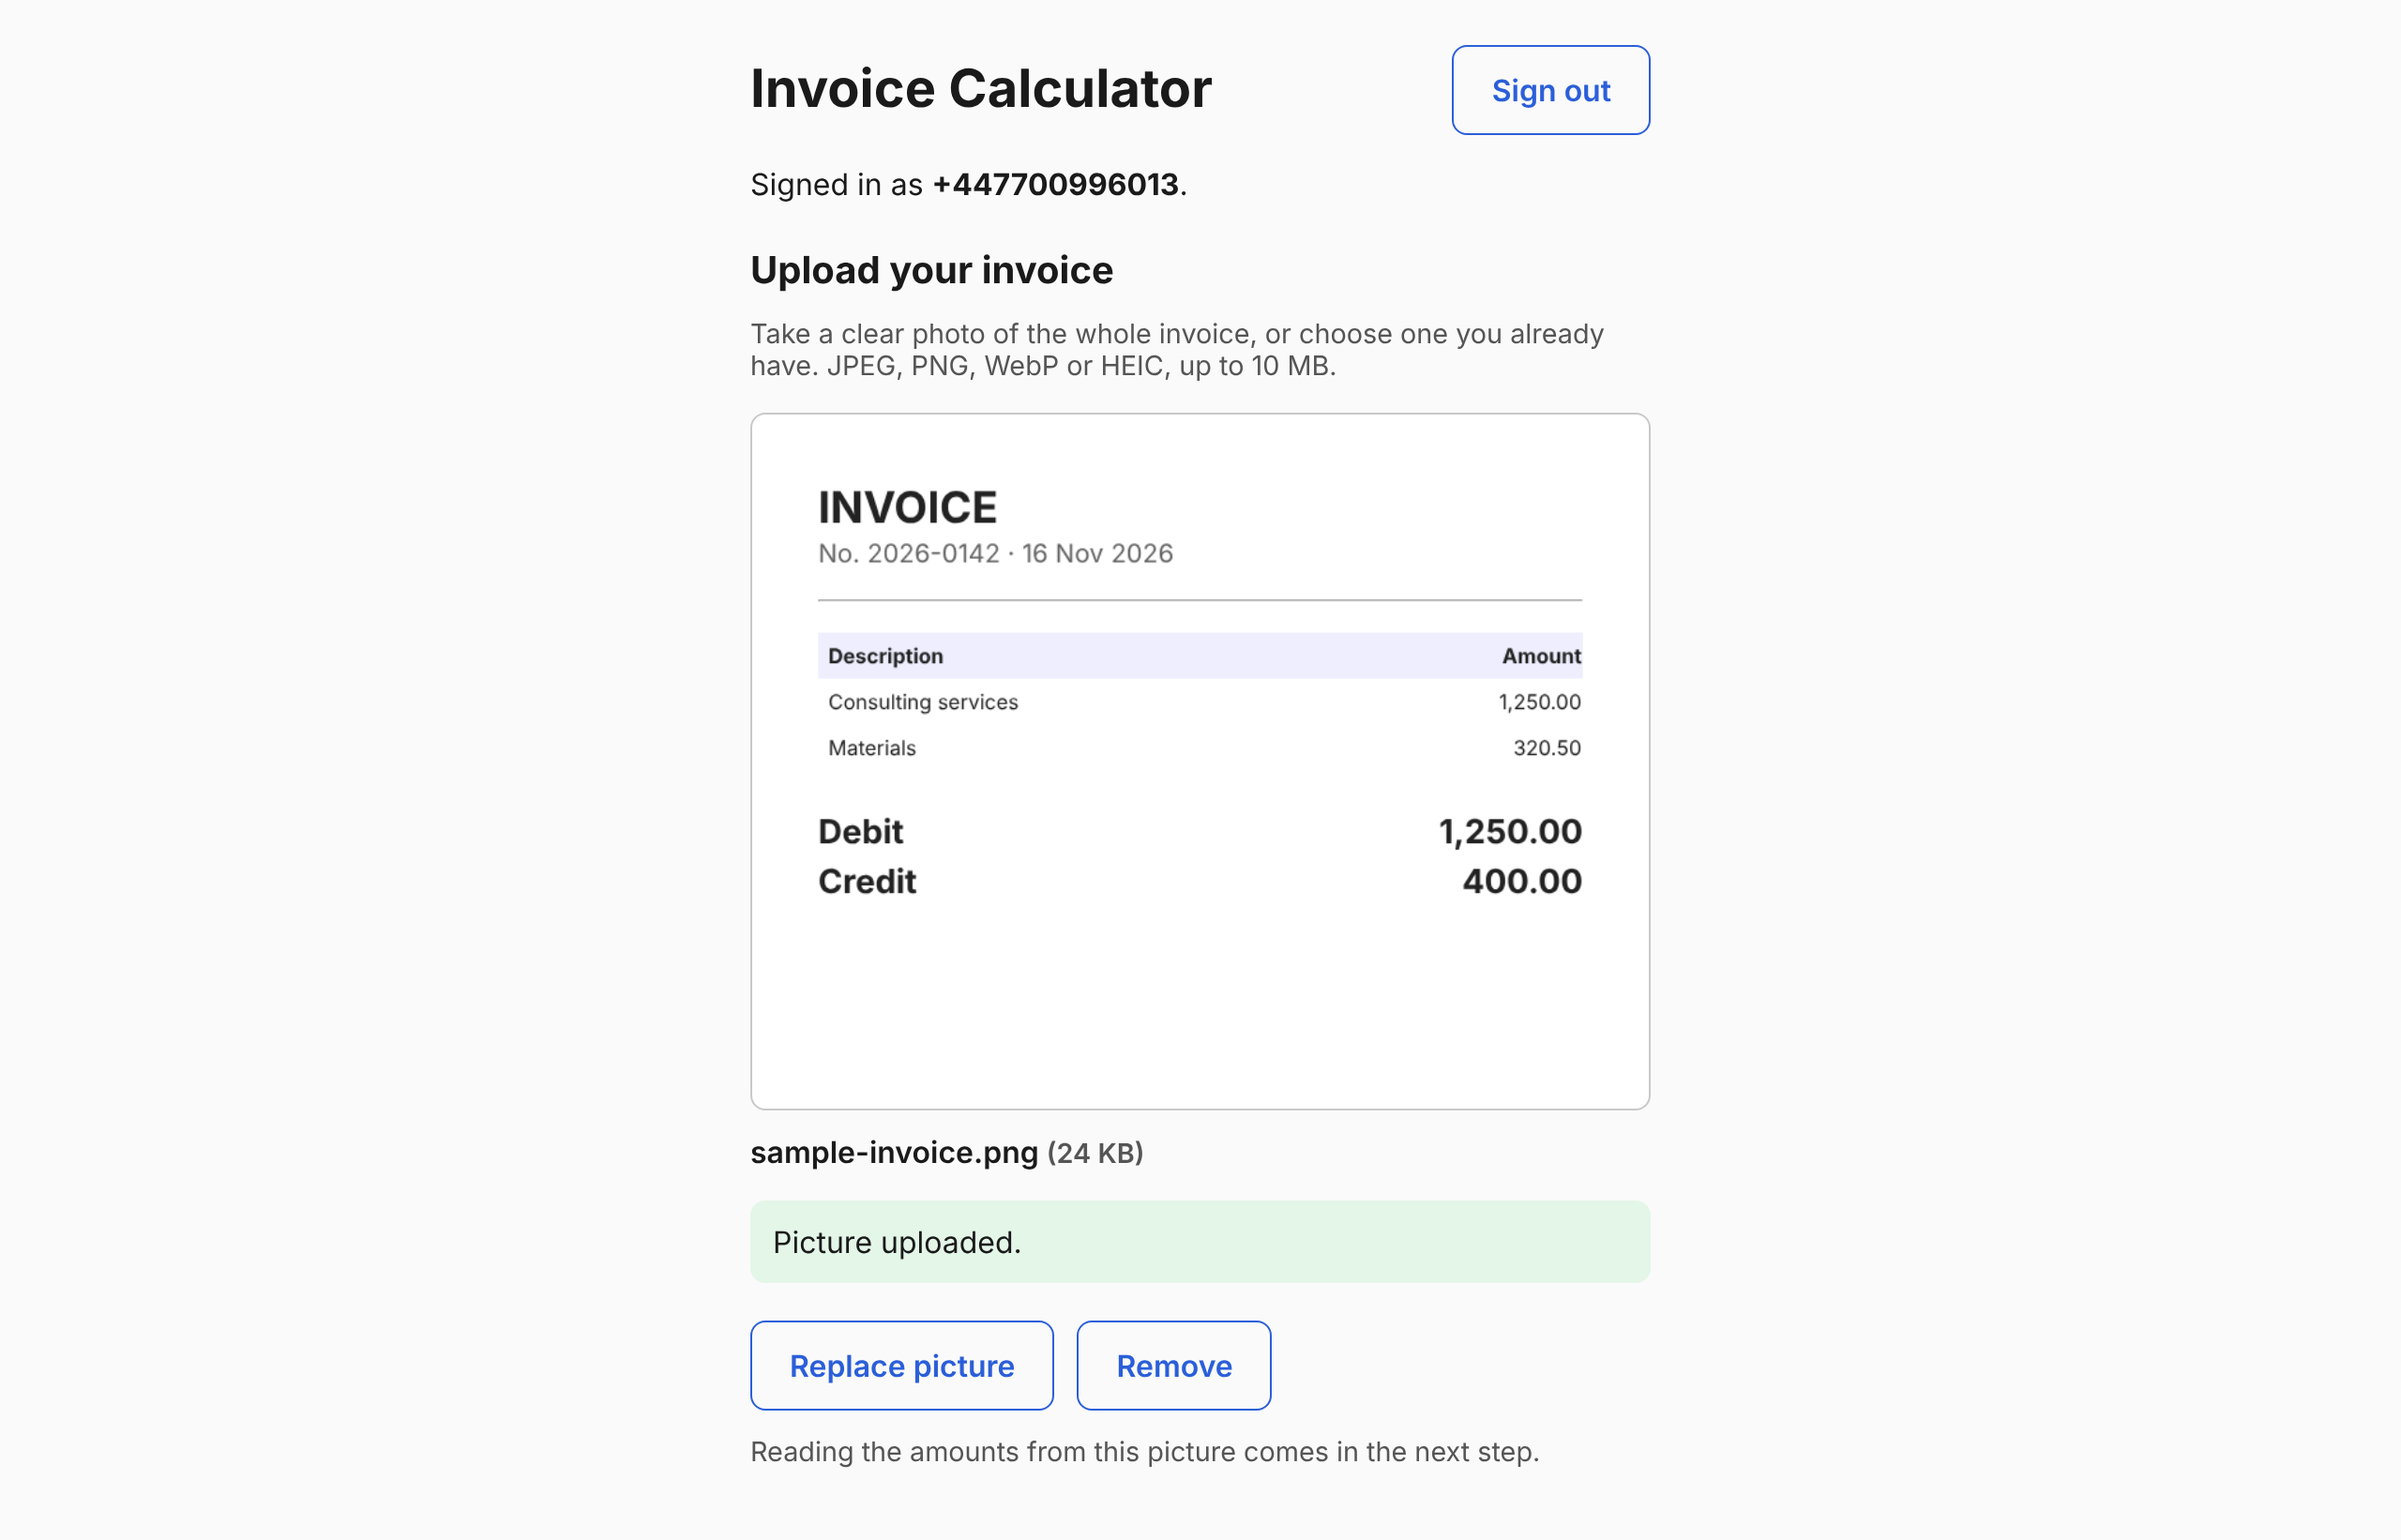 Invoice Calculator
Sign out
Signed in as +447700996013.
Upload your invoice
Take a clear photo of the whole invoice, or choose one you already
have. JPEG, PNG, WebP or HEIC, up to 10 MB.
INVOICE
No. 2026-0142 · 16 Nov 2026
Description Amount
Consulting services 1,250.00
Materials 320.50
Debit 1,250.00
Credit 400.00
sample-invoice.png (24 KB)
Picture uploaded.
Replace picture Remove
Reading the amounts from this picture comes in the next step.